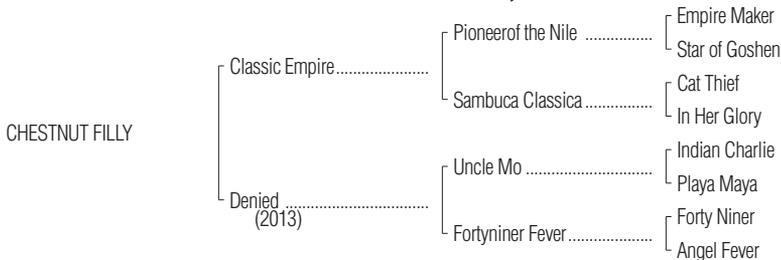 Empire Maker
Pioneerof the Nile ................
Star of Goshen
Classic Empire......................
Cat Thief
Sambuca Classica ................
In Her Glory
CHESTNUT FILLY
Indian Charlie
Uncle Mo ..............................
Playa Maya
Denied ..................................
(2013)
Forty Niner
Fortyniner Fever....................
Angel Fever